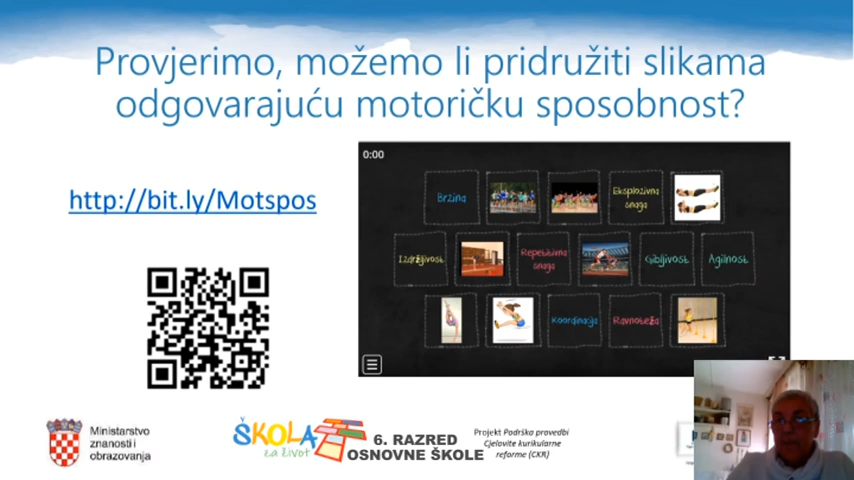 Provjerimo, možemo li pridružiti slikama
odgovarajuću motoričku sposobnost?
http://bit.ly/Motspos
0:00
Brzina
Eksplozivna
snaga
Izdržljivost
Repetitivna
snaga
Gibljivost
Agilnost
Koordinacija
Ravnoteža
Ministarstvo
znanosti i
obrazovanja
ŠKOLA
za život
6. RAZRED
OSNOVNE ŠKOLE
Projekt Podrška provedbi
Cjelovite kurikularne
reforme (CKR)